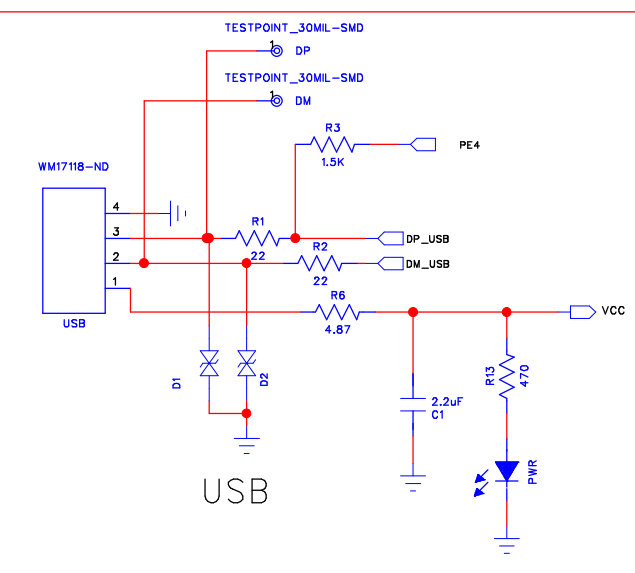 TESTPOINT_30MIL-SMD
1 DP
TESTPOINT_30MIL-SMD
1 DM
R3
1.5K
PE4
WM17118-ND
4
3
2
1
USB
R1
22
DP_USB
R2
22
DM_USB
R6
4.87
VCC
D1
D2
2.2uF
C1
R13
470
PWR
USB